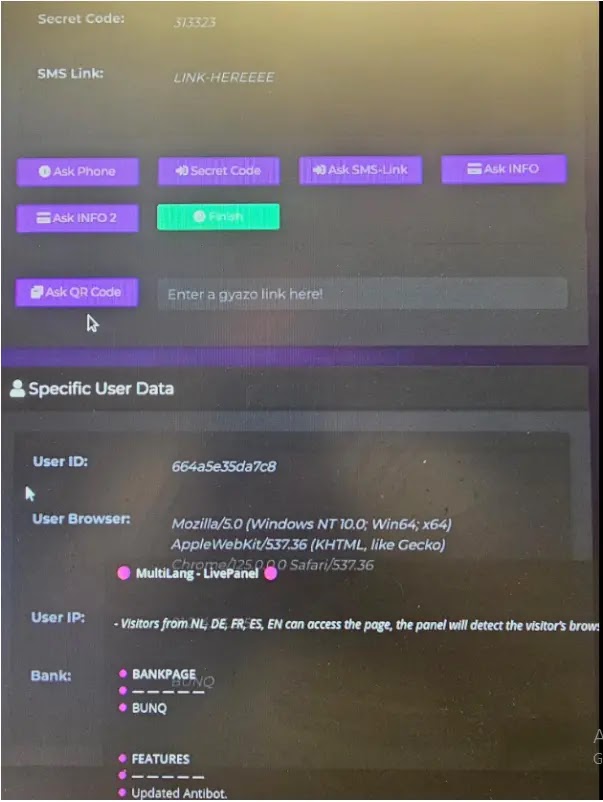 Secret Code: 313323
SMS Link: LINK-HEREEEE
Ask Phone Secret Code Ask SMS-Link Ask INFO
Ask INFO 2 Finish
Ask QR Code Enter a gyazo link here!
Specific User Data
User ID: 664a5e35da7c8
User Browser: Mozilla/5.0 (Windows NT 10.0; Win64; x64)
AppleWebKit/537.36 (KHTML, like Gecko)
Chrome/125.0.0.0 Safari/537.36
MultiLang - LivePanel
User IP:
- Visitors from NL, DE, FR, ES, EN can access the page, the panel will detect the visitor's brows
Bank: BUNQ
BANKPAGE
— — — — — —
BUNQ
FEATURES
— — — — — —
Updated Antibot.